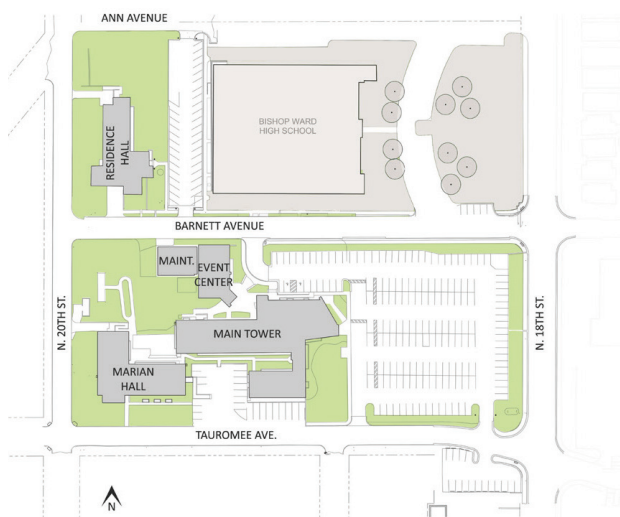 ANN AVENUE
BISHOP WARD
HIGH SCHOOL
RESIDENCE
HALL
BARNETT AVENUE
MAINT.
EVENT
CENTER
N. 20TH ST.
MAIN TOWER
N. 18TH ST.
MARIAN
HALL
TAUROMEE AVE.
N